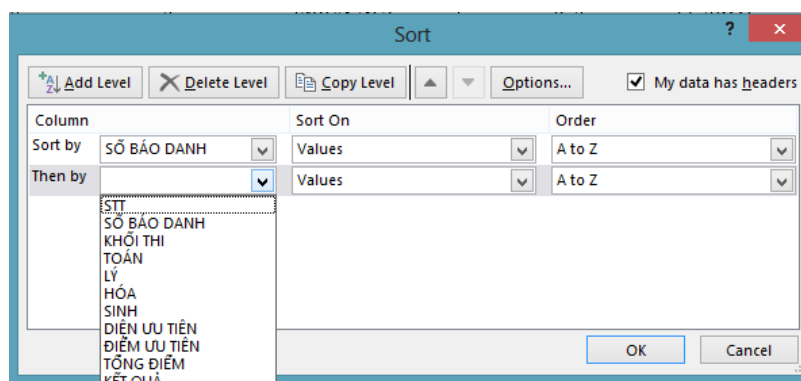 Sort
?
Add Level Delete Level Copy Level Options... My data has headers
Column Sort On Order
Sort by SỐ BÁO DANH Values A to Z
Then by Values A to Z
STT
SỐ BÁO DANH
KHỐI THI
TOÁN
LÝ
HÓA
SINH
DIỆN ƯU TIÊN
ĐIỂM ƯU TIÊN
TỔNG ĐIỂM
KẾT QUẢ
OK Cancel